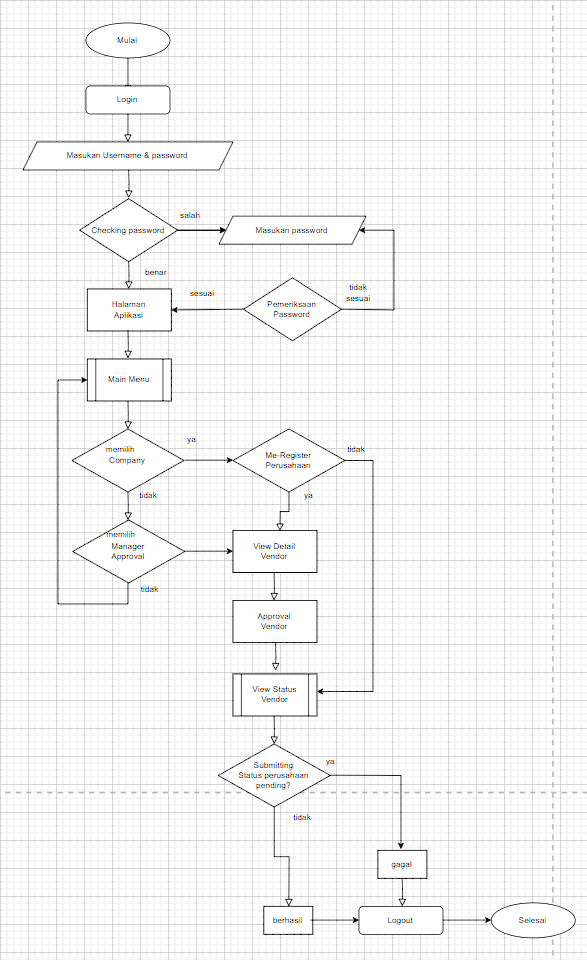 Mulai
Login
Masukan Username & password
Checking password
salah
Masukan password
benar
Halaman
Aplikasi
sesuai
Pemeriksaan
Password
tidak
sesuai
Main Menu
memilih
Company
ya
Me-Register
Perusahaan
tidak
tidak
ya
memilih
Manager
Approval
View Detail
Vendor
tidak
Approval
Vendor
View Status
Vendor
Submitting
Status perusahaan
pending?
ya
tidak
gagal
berhasil
Logout
Selesai